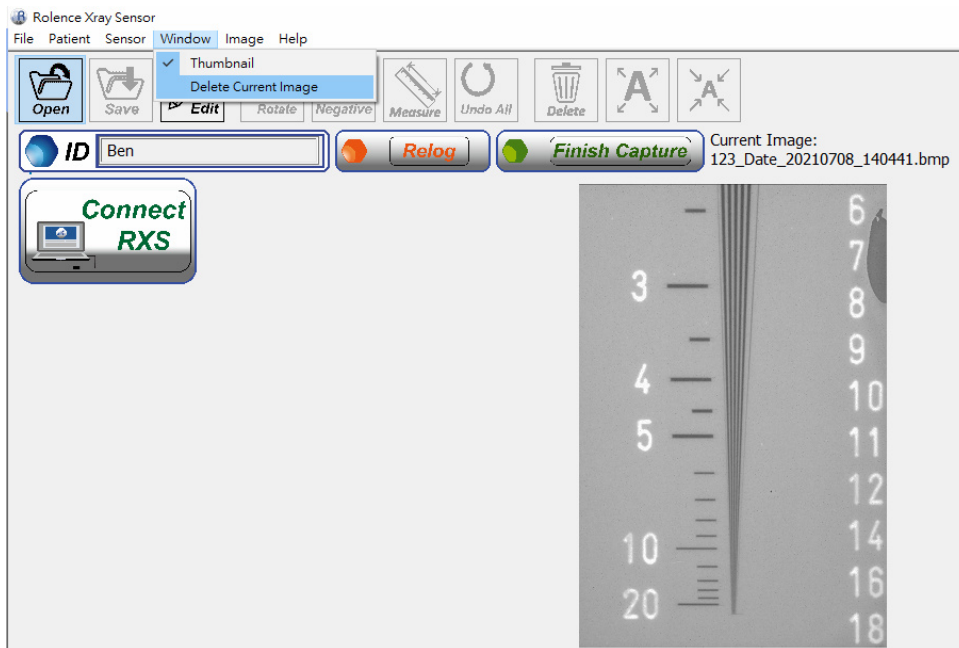 Rolence Xray Sensor
File Patient Sensor Window Image Help
Thumbnail
Delete Current Image
Open Save Edit Rotate Negative Measure Undo All Delete A A
ID Ben Relog Finish Capture
Current Image:
123_Date_20210708_140441.bmp
Connect
RXS
6
7
3
8
9
4
10
5
11
12
14
10
16
20
18